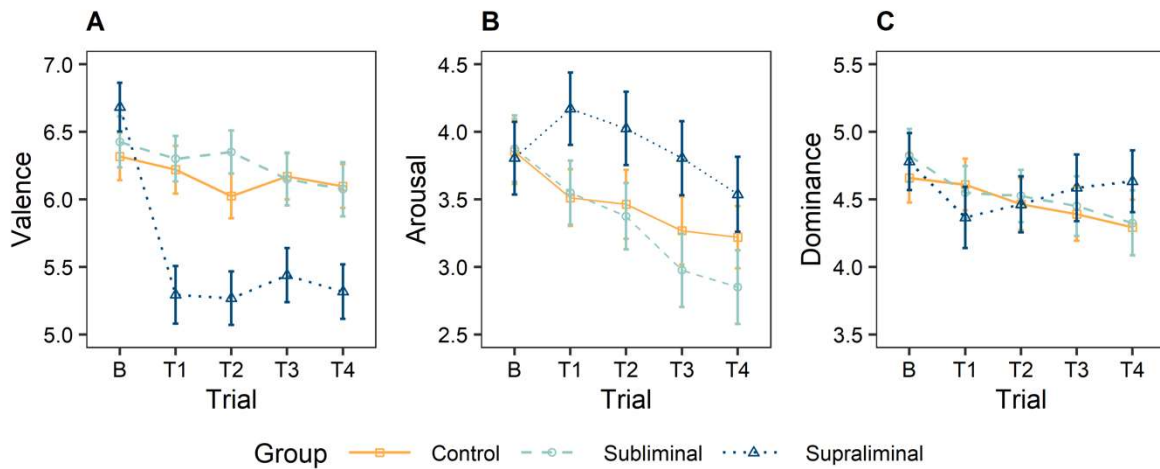 A
Valence
7.0
6.5
6.0
5.5
5.0
B T1 T2 T3 T4
Trial
B
Arousal
4.5
4.0
3.5
3.0
2.5
B T1 T2 T3 T4
Trial
C
Dominance
5.5
5.0
4.5
4.0
3.5
B T1 T2 T3 T4
Trial
Group Control Subliminal Supraliminal